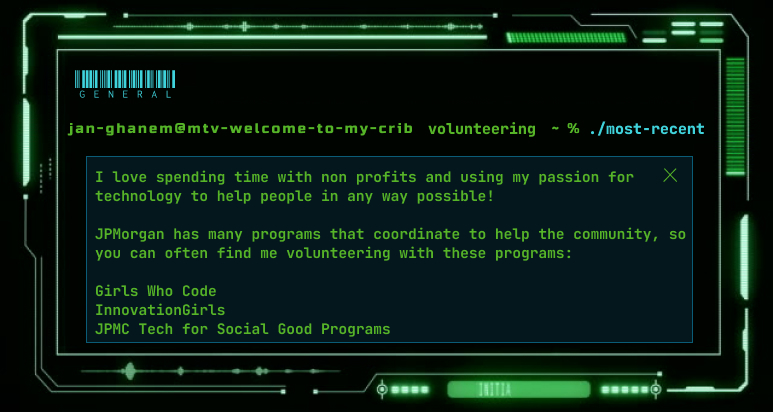 GENERAL
jan-ghanem@mtv-welcome-to-my-crib volunteering ~ % ./most-recent
I love spending time with non profits and using my passion for
technology to help people in any way possible!
JPMorgan has many programs that coordinate to help the community, so
you can often find me volunteering with these programs:
Girls Who Code
InnovationGirls
JPMC Tech for Social Good Programs
INITIA